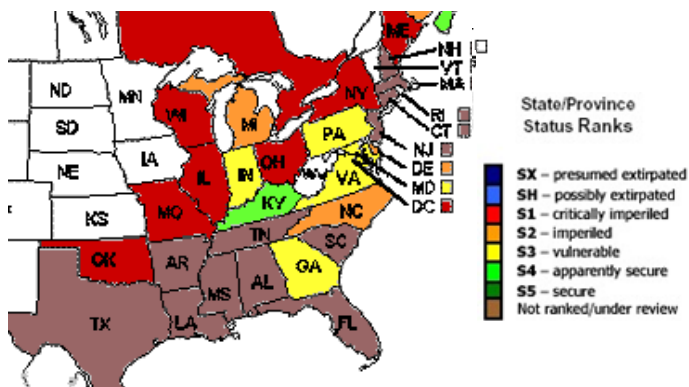 ME
NH
VT
MA
ND
MN
SD
WI
NY
MI
RI
CT
IA
PA
NJ
NE
IL
IN
OH
DE
WV
VA
MD
KS
MO
KY
DC
NC
TN
OK
AR
SC
MS
AL
GA
TX
LA
FL
State/Province
Status Ranks
SX – presumed extirpated
SH – possibly extirpated
S1 – critically imperiled
S2 – imperiled
S3 – vulnerable
S4 – apparently secure
S5 – secure
Not ranked/under review